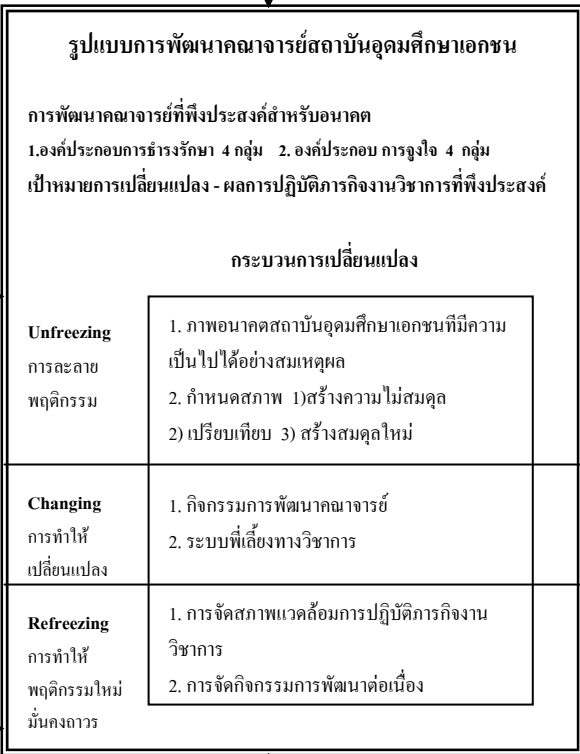 รูปแบบการพัฒนาคณาจารย์สถาบันอุดมศึกษาเอกชน
การพัฒนาคณาจารย์ที่พึงประสงค์สำหรับอนาคต
1.องค์ประกอบการธำรงรักษา 4 กลุ่ม 2. องค์ประกอบ การจูงใจ 4 กลุ่ม
เป้าหมายการเปลี่ยนแปลง - ผลการปฏิบัติภารกิจงานวิชาการที่พึงประสงค์
กระบวนการเปลี่ยนแปลง
Unfreezing
การละลาย
พฤติกรรม
1. ภาพอนาคตสถาบันอุดมศึกษาเอกชนที่มีความ
เป็นไปได้อย่างสมเหตุผล
2. กำหนดสภาพ 1)สร้างความไม่สมดุล
2) เปรียบเทียบ 3) สร้างสมดุลใหม่
Changing
การทำให้
เปลี่ยนแปลง
1. กิจกรรมการพัฒนาคณาจารย์
2. ระบบพี่เลี้ยงทางวิชาการ
Refreezing
การทำให้
พฤติกรรมใหม่
มั่นคงถาวร
1. การจัดสภาพแวดล้อมการปฏิบัติภารกิจงาน
วิชาการ
2. การจัดกิจกรรมการพัฒนาต่อเนื่อง